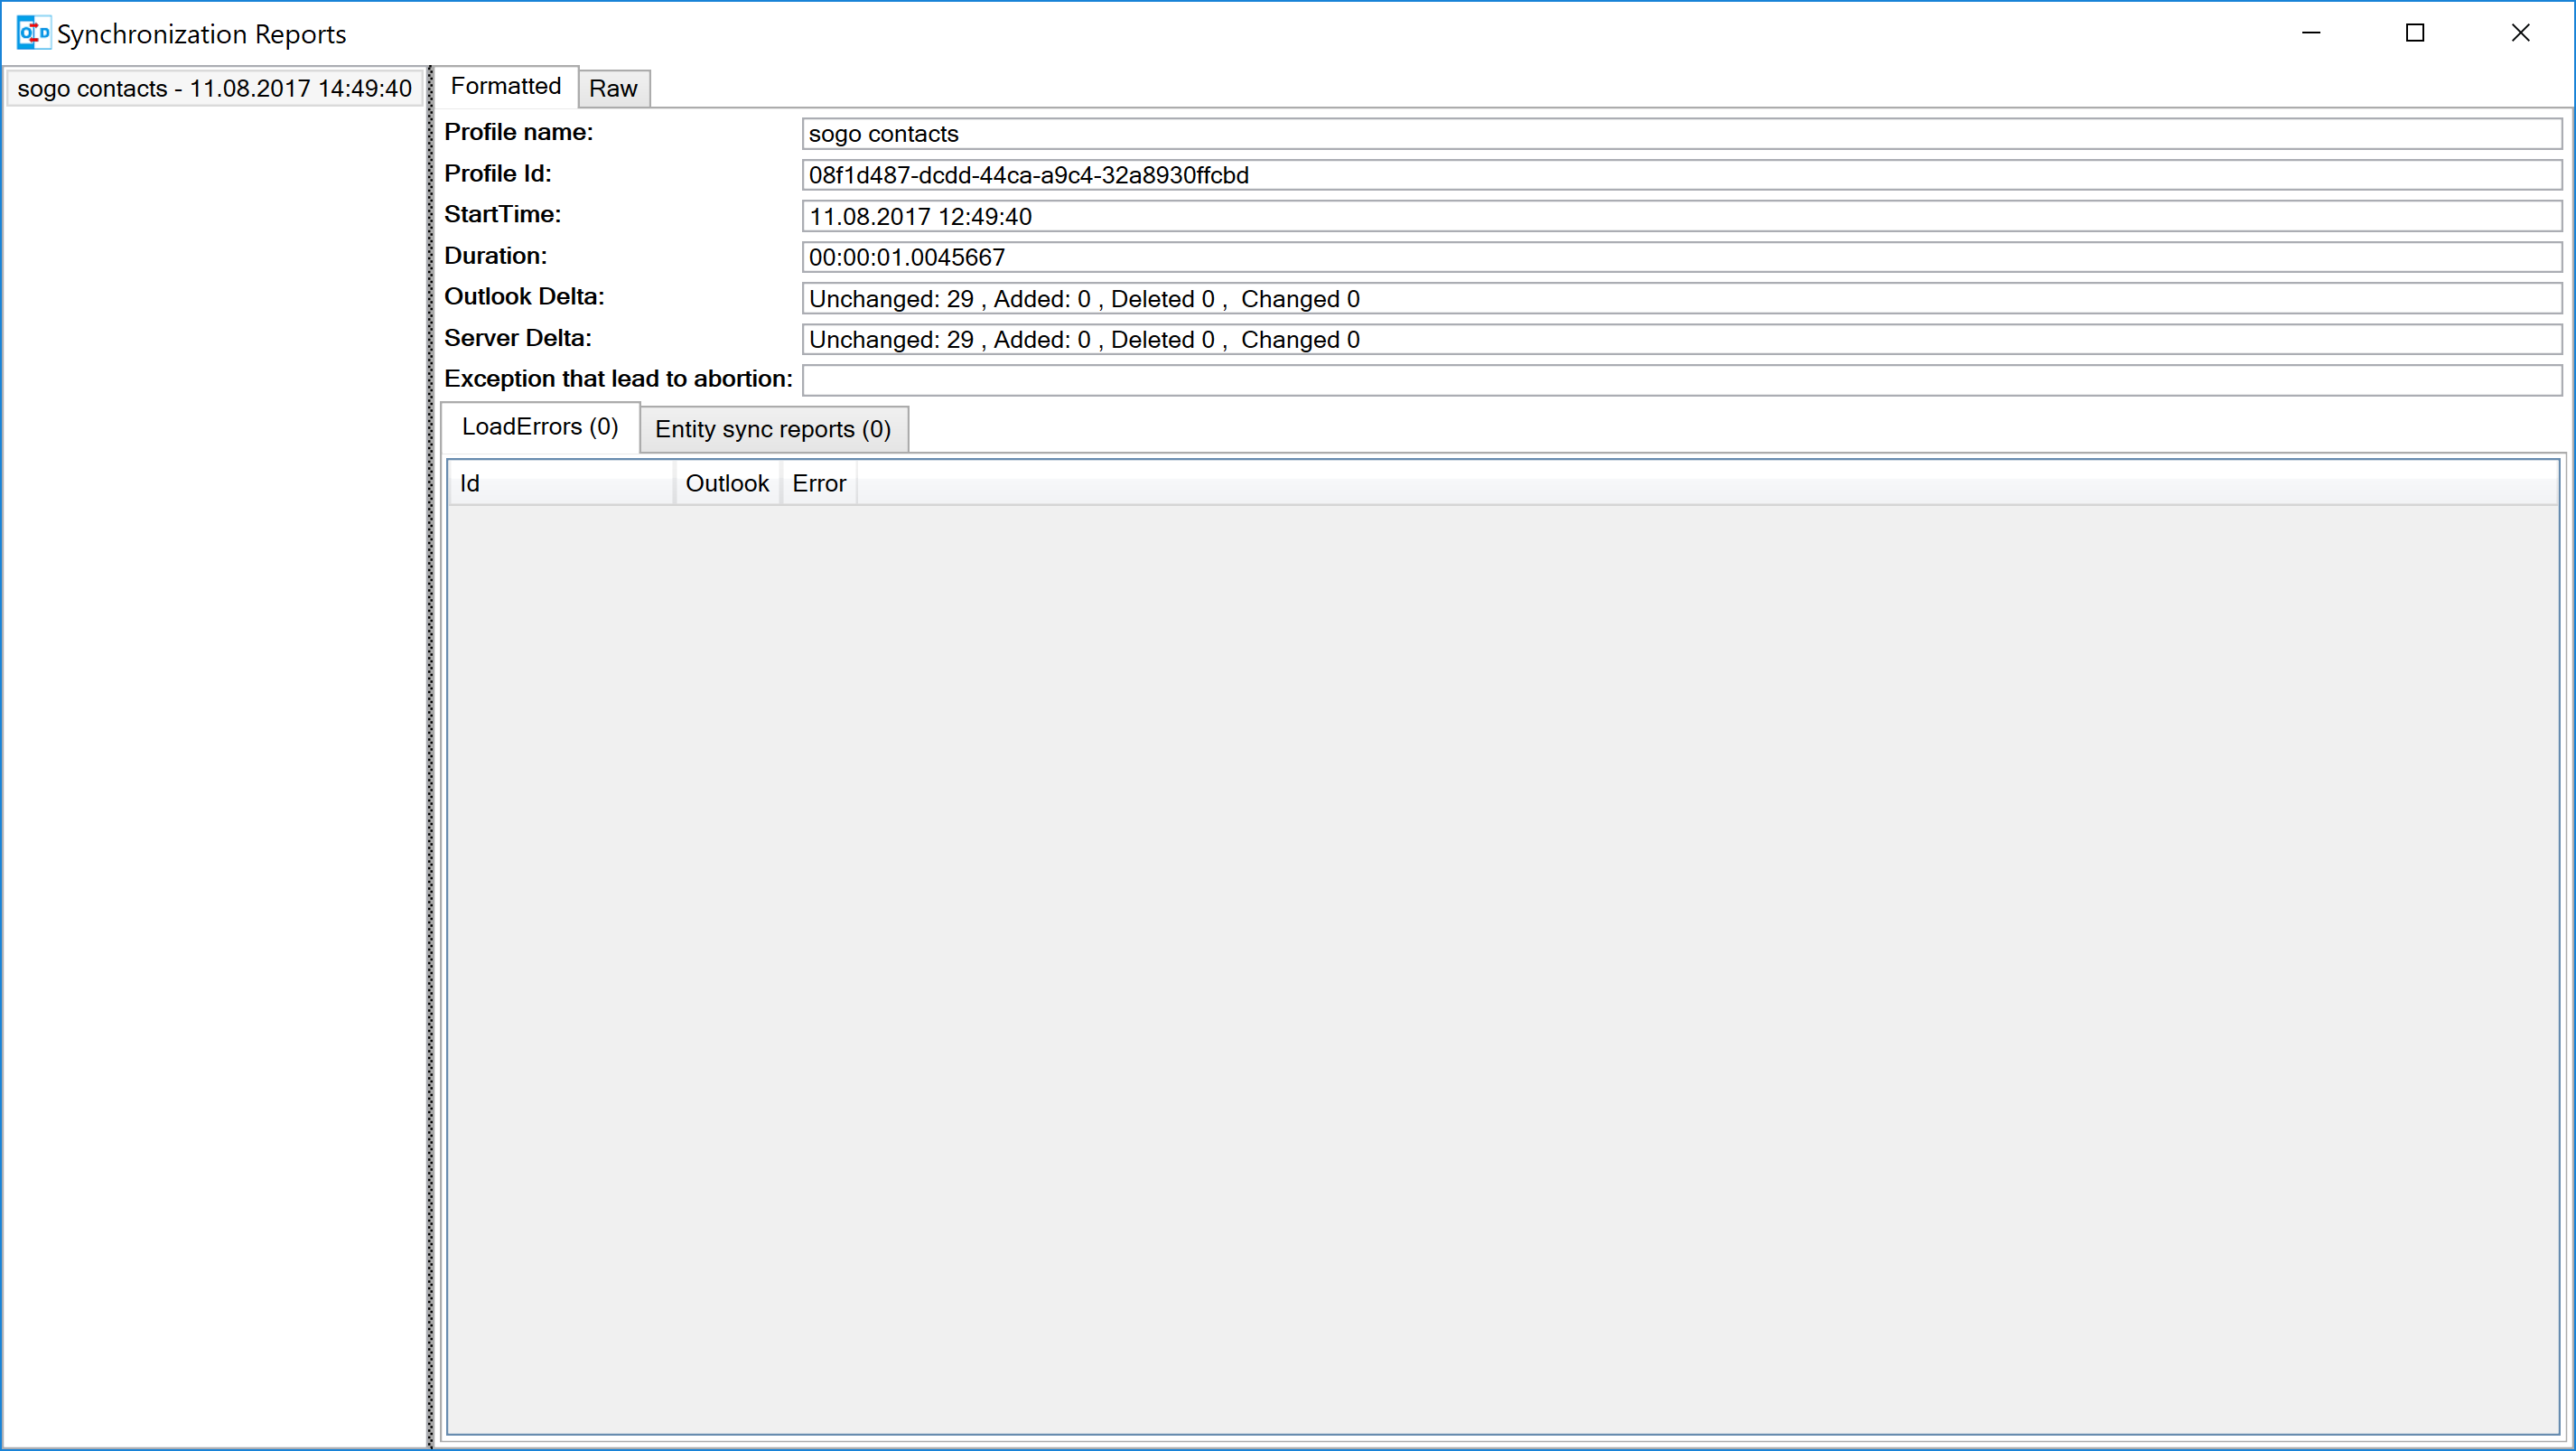 Synchronization Reports
sogo contacts - 11.08.2017 14:49:40
Formatted Raw
Profile name: sogo contacts
Profile Id: 08f1d487-dcdd-44ca-a9c4-32a8930ffcbd
StartTime: 11.08.2017 12:49:40
Duration: 00:00:01.0045667
Outlook Delta: Unchanged: 29 , Added: 0 , Deleted 0 ,  Changed 0
Server Delta: Unchanged: 29 , Added: 0 , Deleted 0 ,  Changed 0
Exception that lead to abortion:
LoadErrors (0) Entity sync reports (0)
Id Outlook Error